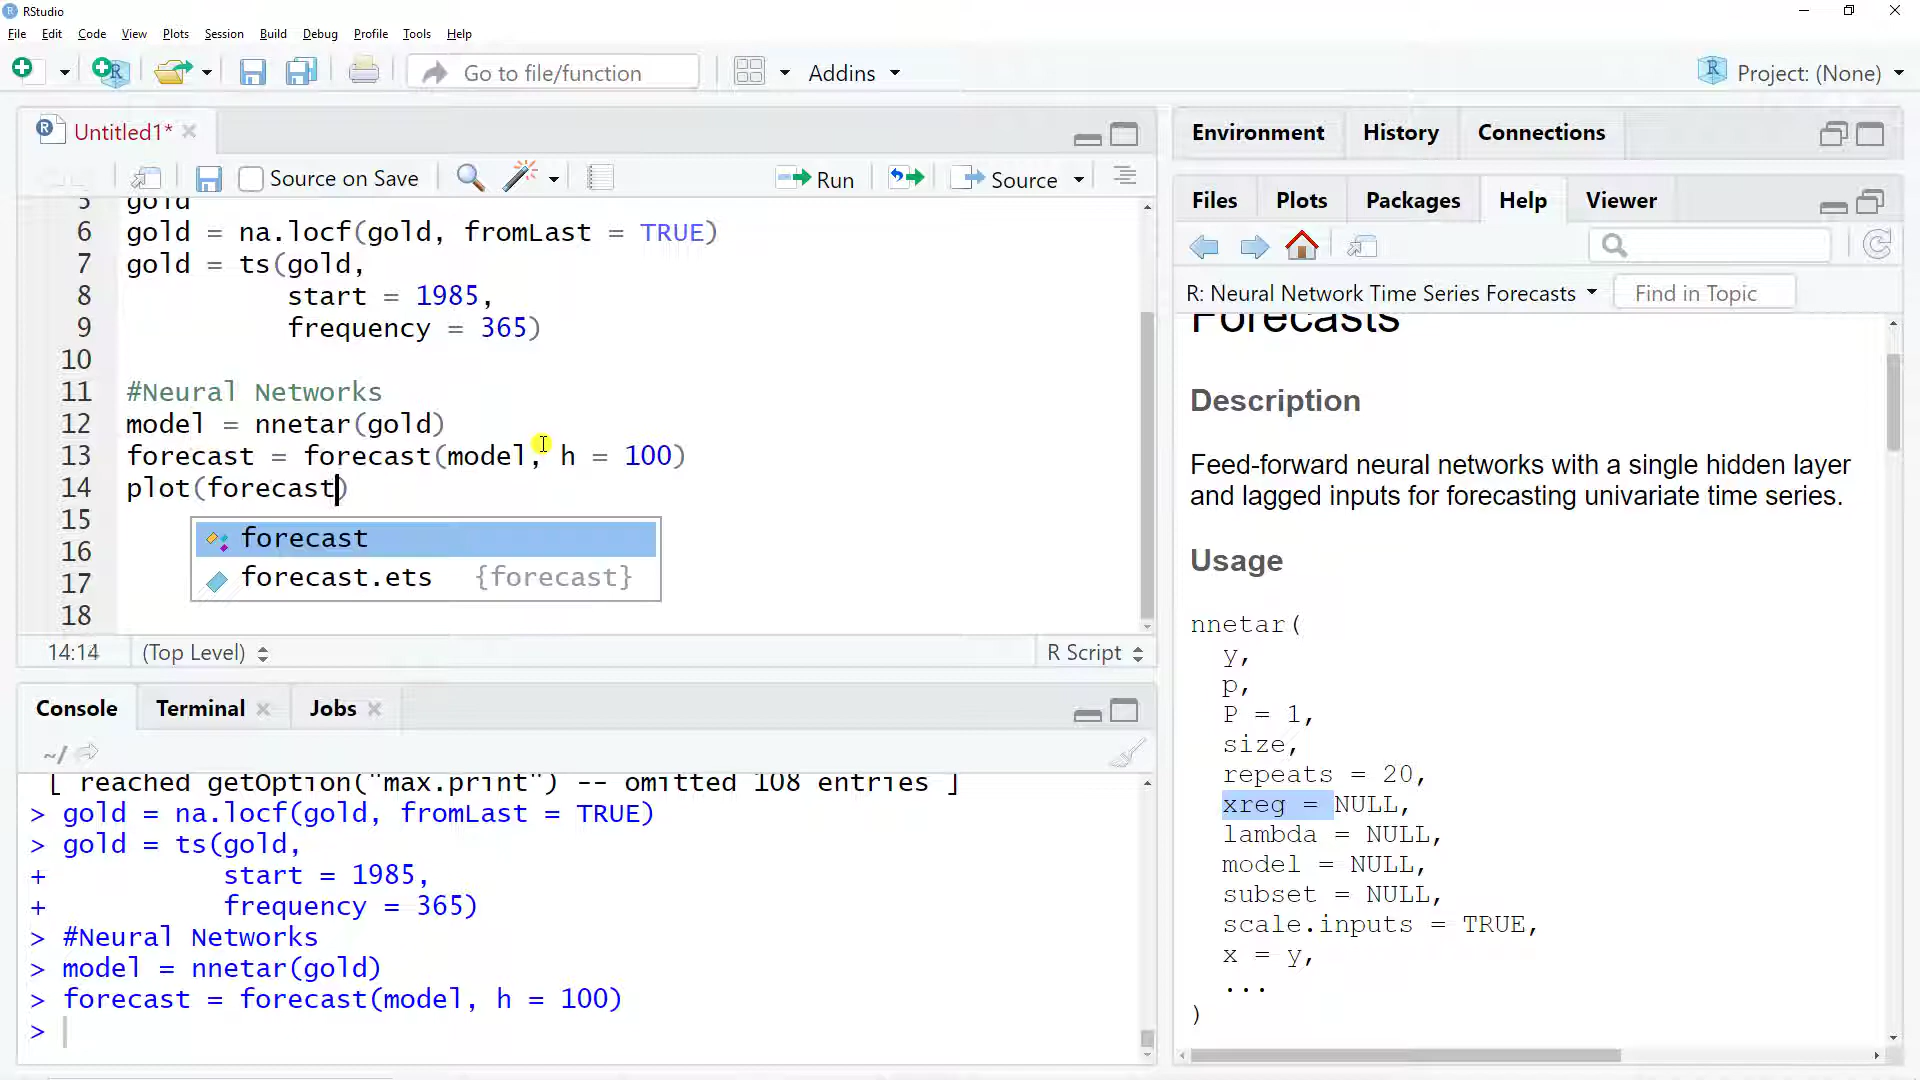 RStudio
File Edit Code View Plots Session Build Debug Profile Tools Help
Go to file/function Addins Project: (None)
Untitled1*
Source on Save Run Source
5 gold
6 gold = na.locf(gold, fromLast = TRUE)
7 gold = ts(gold,
8 start = 1985,
9 frequency = 365)
10
11 #Neural Networks
12 model = nnetar(gold)
13 forecast = forecast(model, h = 100)
14 plot(forecast)
15
16
17
18
forecast
forecast.ets {forecast}
14:14 (Top Level) R Script
Console Terminal Jobs
~/
[ reached getOption("max.print") -- omitted 108 entries ]
> gold = na.locf(gold, fromLast = TRUE)
> gold = ts(gold,
+ start = 1985,
+ frequency = 365)
> #Neural Networks
> model = nnetar(gold)
> forecast = forecast(model, h = 100)
>
Environment History Connections
Files Plots Packages Help Viewer
R: Neural Network Time Series Forecasts Find in Topic
Forecasts
Description
Feed-forward neural networks with a single hidden layer
and lagged inputs for forecasting univariate time series.
Usage
nnetar(
y,
p,
P = 1,
size,
repeats = 20,
xreg = NULL,
lambda = NULL,
model = NULL,
subset = NULL,
scale.inputs = TRUE,
x = y,
...
)